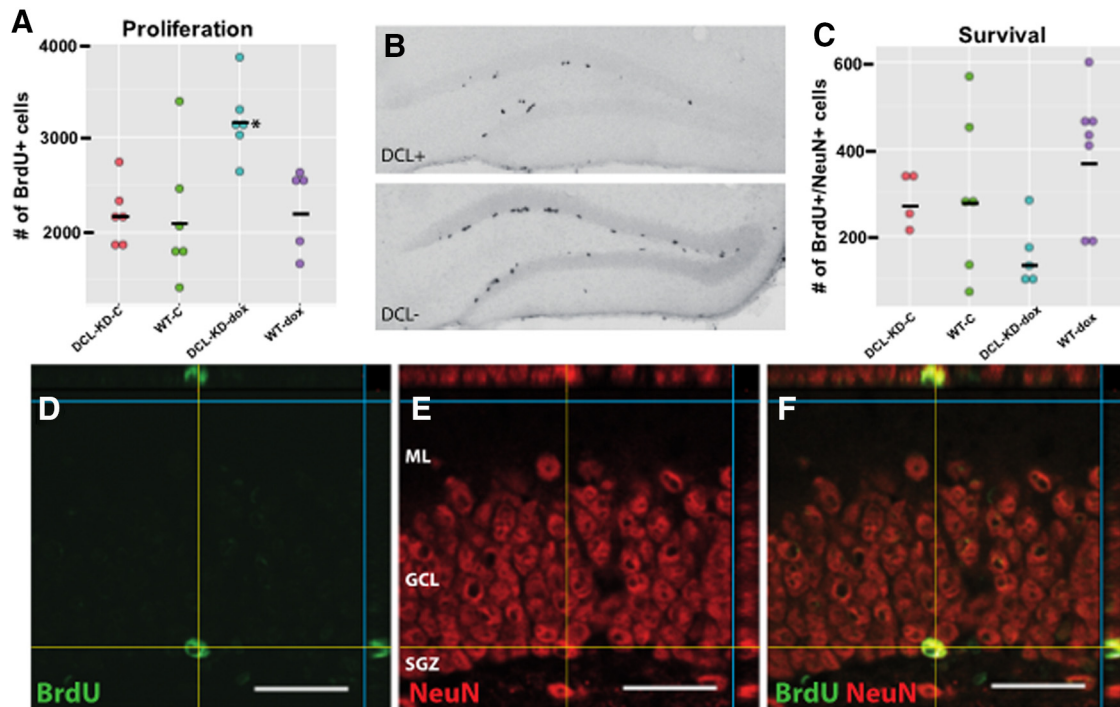 A
Proliferation
# of BrdU+ cells
4000
3000
2000
*
DCL-KD-C
WT-C
DCL-KD-dox
WT-dox
B
DCL+
DCL-
C
Survival
# of BrdU+/NeuN+ cells
600
400
200
DCL-KD-C
WT-C
DCL-KD-dox
WT-dox
D
BrdU
E
ML
GCL
SGZ
NeuN
F
BrdU NeuN